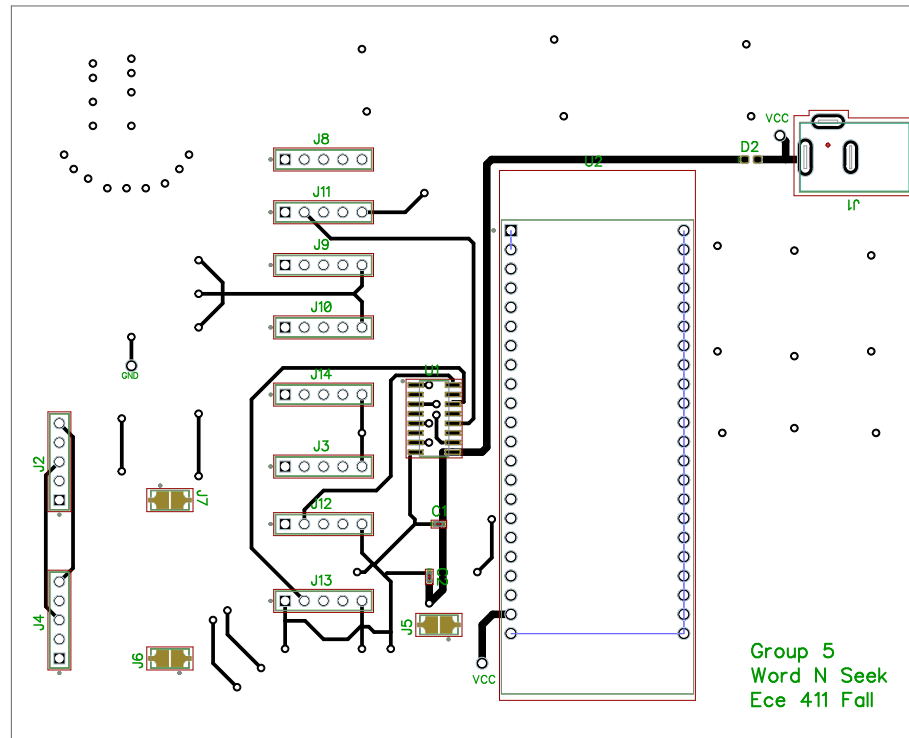 J8
VCC
D2
U2
J11
J1
J9
J10
GND
J14
U1
J2
J3
J7
J12
C1
C2
J13
J4
J5
J6
VCC
Group 5
Word N Seek
Ece 411 Fall